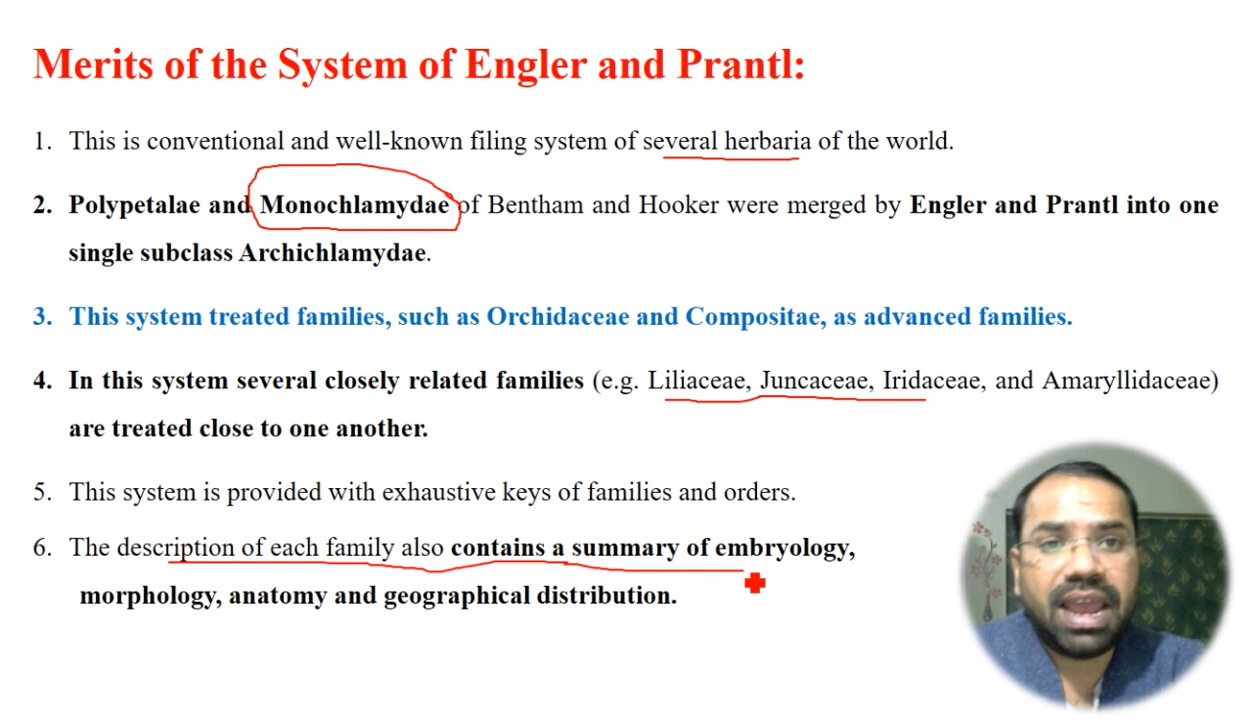 Merits of the System of Engler and Prantl:
1. This is conventional and well-known filing system of several herbaria of the world.
2. Polypetalae and Monochlamydae of Bentham and Hooker were merged by Engler and Prantl into one
single subclass Archichlamydae.
3. This system treated families, such as Orchidaceae and Compositae, as advanced families.
4. In this system several closely related families (e.g. Liliaceae, Juncaceae, Iridaceae, and Amaryllidaceae)
are treated close to one another.
5. This system is provided with exhaustive keys of families and orders.
6. The description of each family also contains a summary of embryology,
morphology, anatomy and geographical distribution.